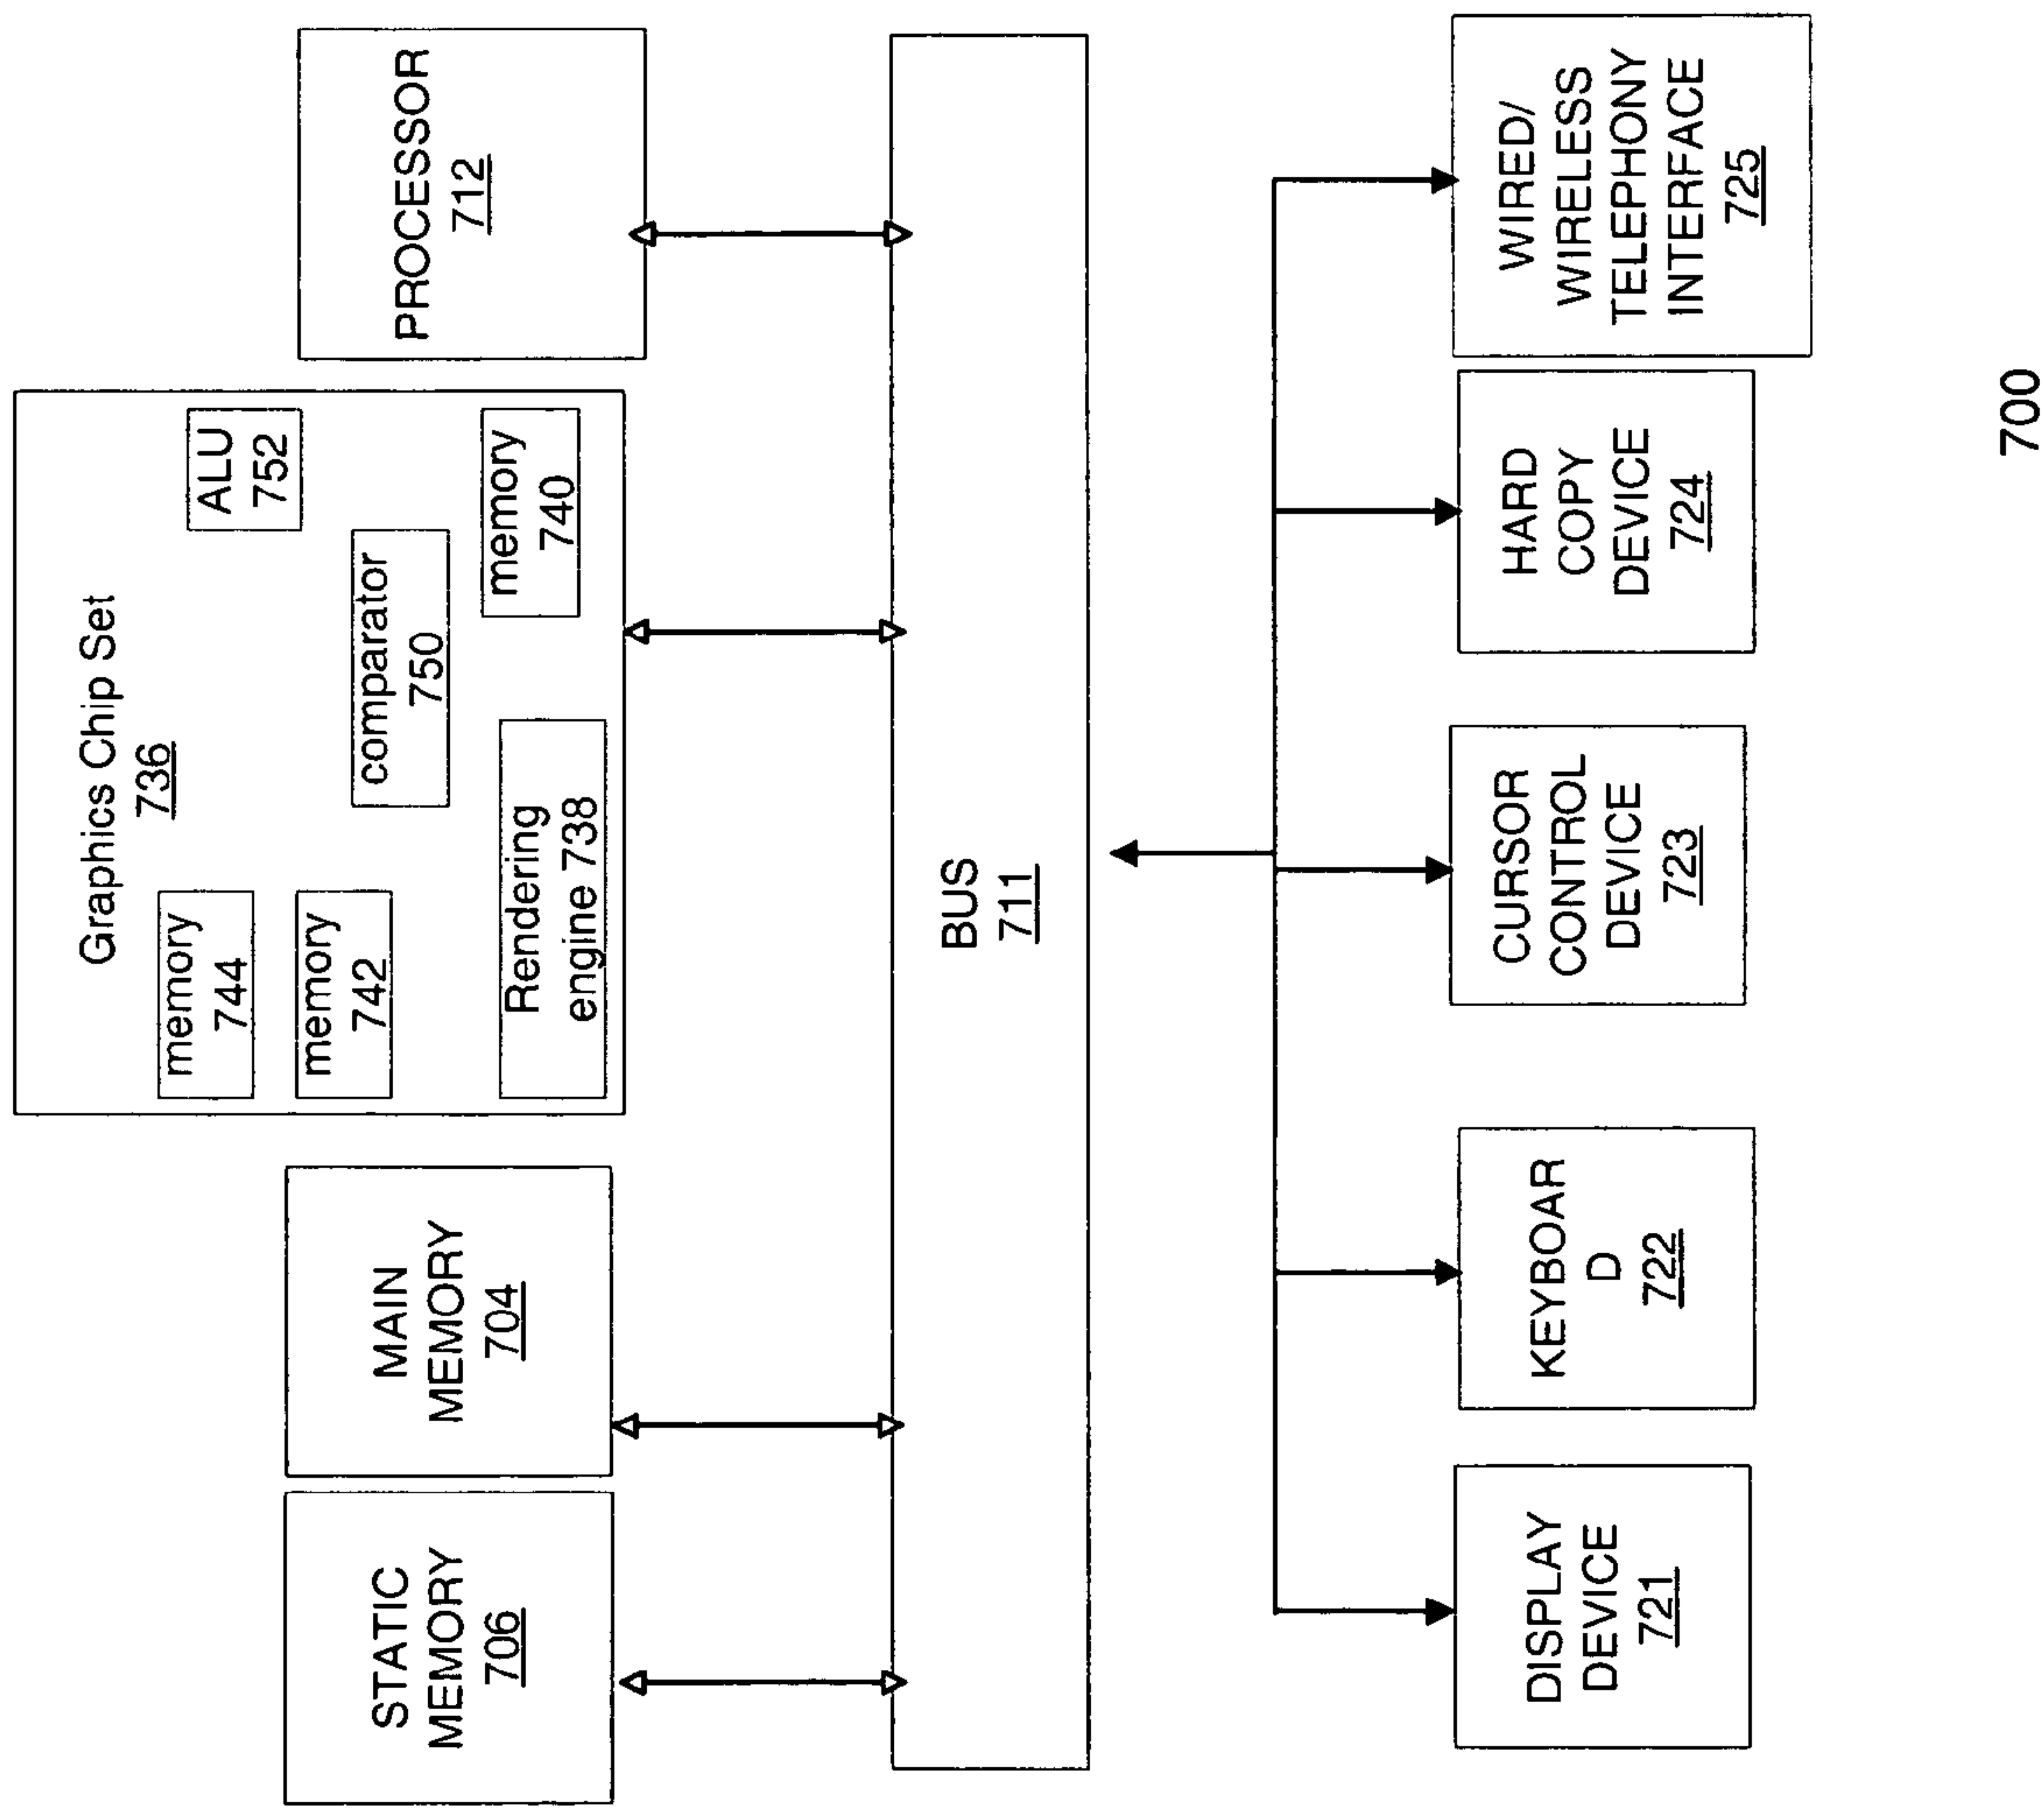 STATIC
MEMORY
706
MAIN
MEMORY
704
Graphics Chip Set
736
memory
744
memory
742
Rendering
engine 738
comparator
750
ALU
752
memory
740
PROCESSOR
712
BUS
711
DISPLAY
DEVICE
721
KEYBOAR
D
722
CURSOR
CONTROL
DEVICE
723
HARD
COPY
DEVICE
724
WIRED/
WIRELESS
TELEPHONY
INTERFACE
725
700